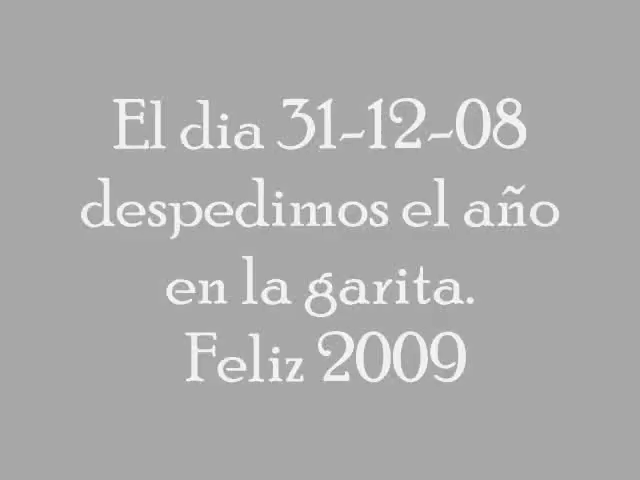 El dia 31-12-08
despedimos el año
en la garita.
Feliz 2009